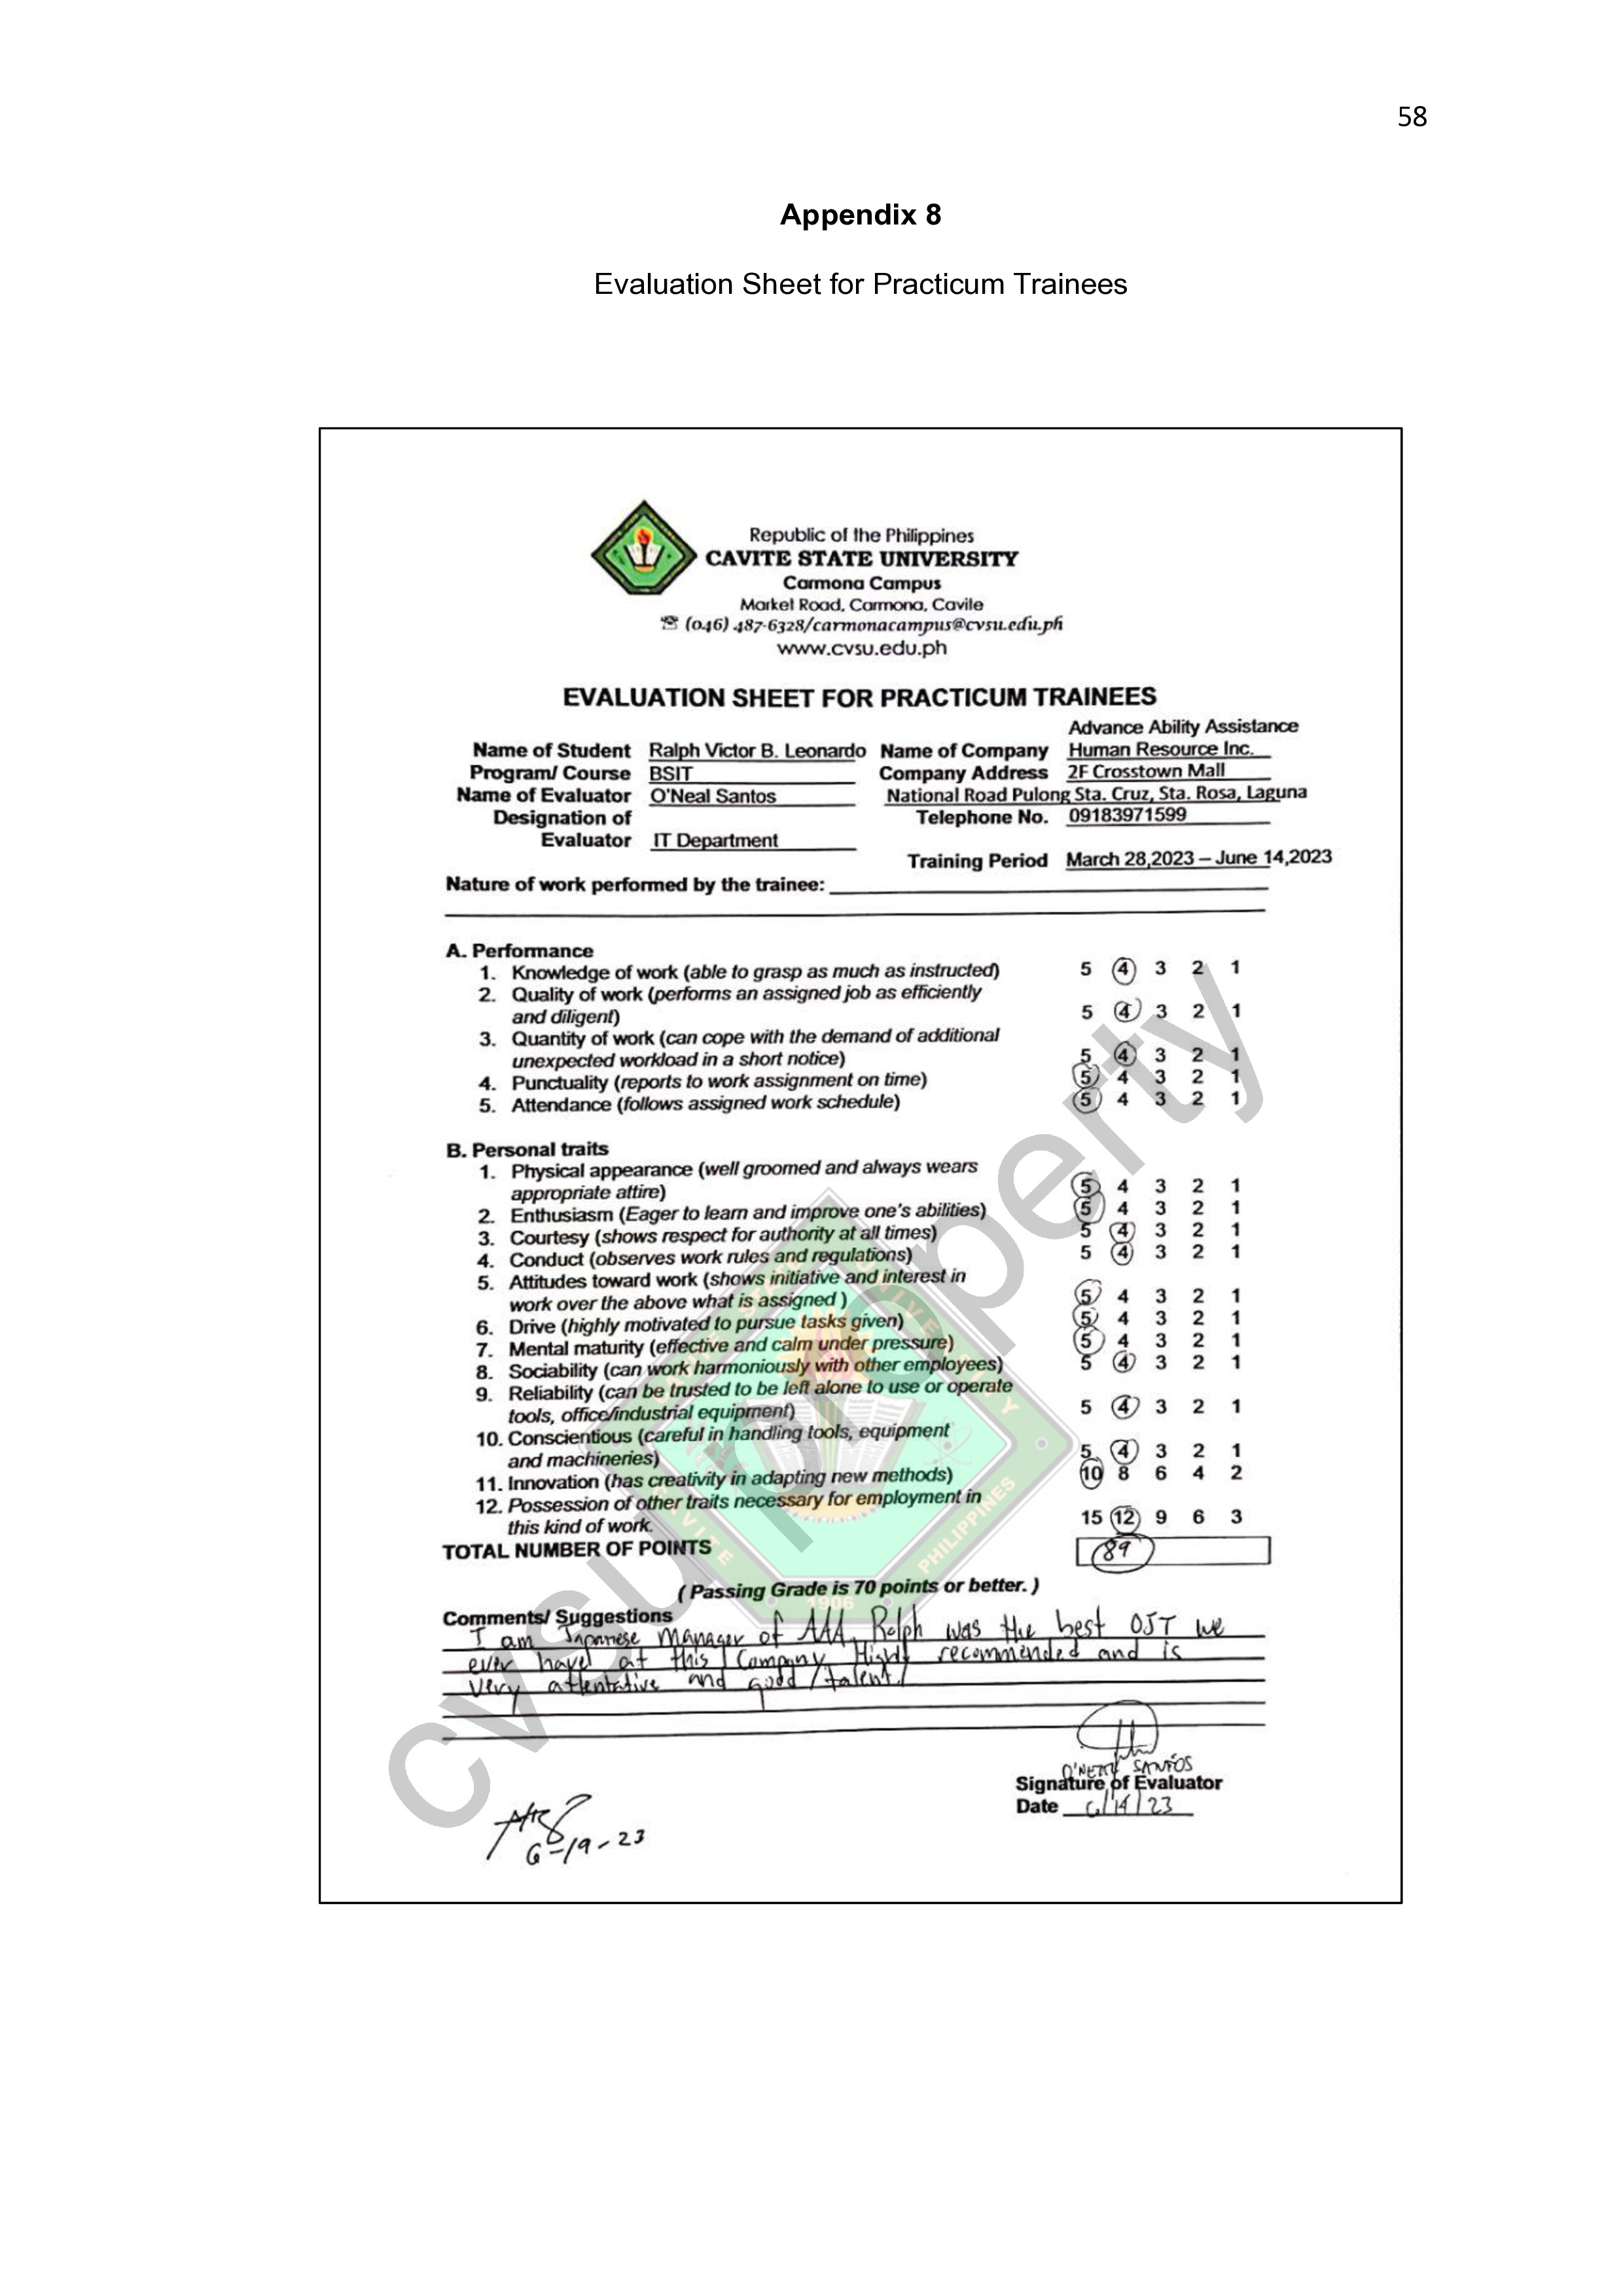 58
Appendix 8
Evaluation Sheet for Practicum Trainees
Republic of the Philippines
CAVITE STATE UNIVERSITY
Carmona Campus
Market Road, Carmona, Cavite
☎ (046) 487-6328/carmonacampus@cvsu.edu.ph
www.cvsu.edu.ph
EVALUATION SHEET FOR PRACTICUM TRAINEES
Advance Ability Assistance
Name of Student Ralph Victor B. Leonardo Name of Company Human Resource Inc.
Program/ Course BSIT Company Address 2F Crosstown Mall
Name of Evaluator O'Neal Santos National Road Pulong Sta. Cruz, Sta. Rosa, Laguna
Designation of Telephone No. 09183971599
Evaluator IT Department
Training Period March 28,2023 – June 14,2023
Nature of work performed by the trainee:
A. Performance
1. Knowledge of work (able to grasp as much as instructed) 5 4 3 2 1
2. Quality of work (performs an assigned job as efficiently
and diligent) 5 4 3 2 1
3. Quantity of work (can cope with the demand of additional
unexpected workload in a short notice) 5 4 3 2 1
4. Punctuality (reports to work assignment on time) 5 4 3 2 1
5. Attendance (follows assigned work schedule) 5 4 3 2 1
B. Personal traits
1. Physical appearance (well groomed and always wears
appropriate attire) 5 4 3 2 1
2. Enthusiasm (Eager to learn and improve one's abilities) 5 4 3 2 1
3. Courtesy (shows respect for authority at all times) 5 4 3 2 1
4. Conduct (observes work rules and regulations) 5 4 3 2 1
5. Attitudes toward work (shows initiative and interest in
work over the above what is assigned ) 5 4 3 2 1
6. Drive (highly motivated to pursue tasks given) 5 4 3 2 1
7. Mental maturity (effective and calm under pressure) 5 4 3 2 1
8. Sociability (can work harmoniously with other employees) 5 4 3 2 1
9. Reliability (can be trusted to be left alone to use or operate
tools, office/industrial equipment) 5 4 3 2 1
10. Conscientious (careful in handling tools, equipment
and machineries) 5 4 3 2 1
11. Innovation (has creativity in adapting new methods) 10 8 6 4 2
12. Possession of other traits necessary for employment in
this kind of work. 15 12 9 6 3
TOTAL NUMBER OF POINTS 89
( Passing Grade is 70 points or better. )
Comments/ Suggestions
I am Japanese Manager of AAA, Ralph was the best OJT we
ever have at this Company. Highly recommended and is
very attentative and good talent.
O'NEAL SANTOS
Signature of Evaluator
Date 6/14/23
6-19-23
cvsu property
CAVITE STATE UNIVERSITY
PHILIPPINES
1906